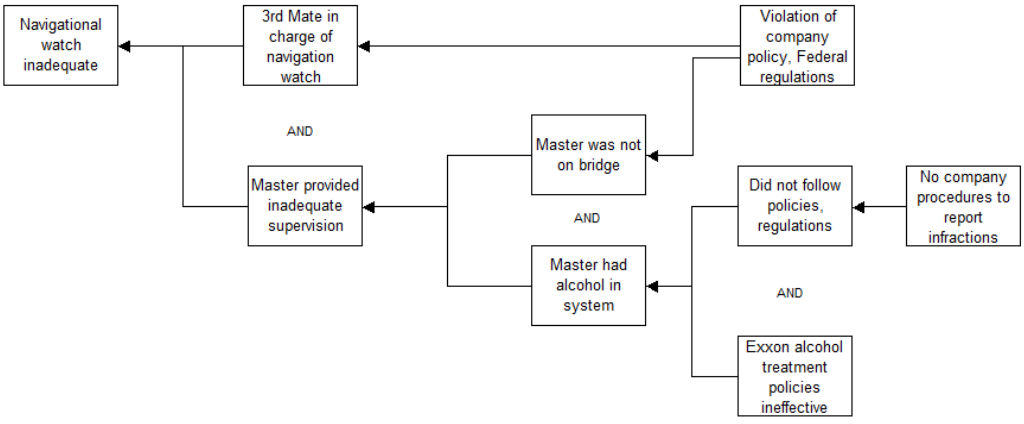 Navigational
watch
inadequate
3rd Mate in
charge of
navigation
watch
Violation of
company
policy, Federal
regulations
AND
Master was not
on bridge
Master provided
inadequate
supervision
Did not follow
policies,
regulations
No company
procedures to
report
infractions
AND
Master had
alcohol in
system
AND
Exxon alcohol
treatment
policies
ineffective